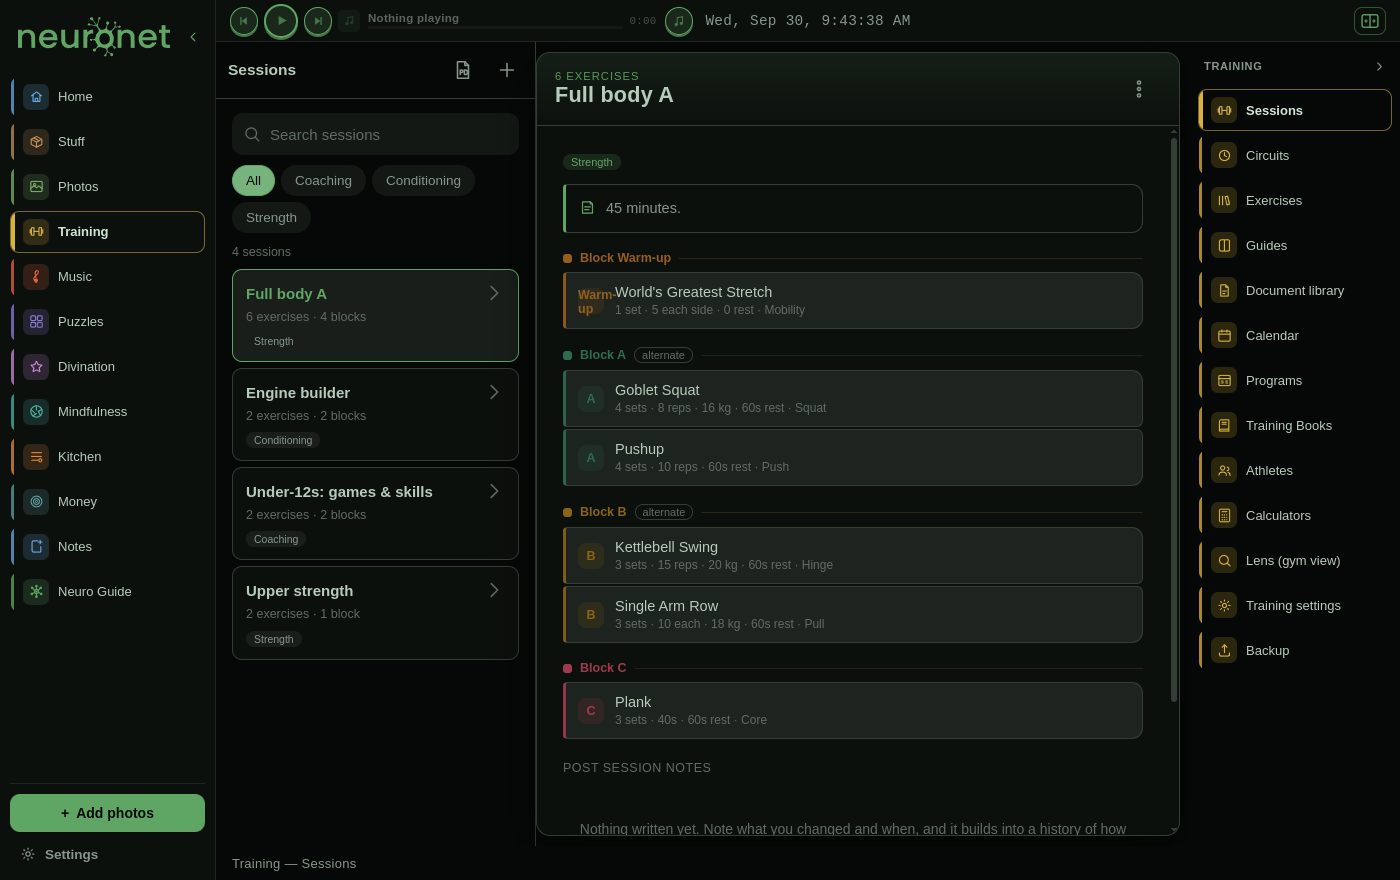 neuronet
Home
Stuff
Photos
Training
Music
Puzzles
Divination
Mindfulness
Kitchen
Money
Notes
Neuro Guide
+ Add photos
Settings
Nothing playing
0:00
Wed, Sep 30, 9:43:38 AM
Sessions
Search sessions
All
Coaching
Conditioning
Strength
4 sessions
Full body A
6 exercises · 4 blocks
Strength
Engine builder
2 exercises · 2 blocks
Conditioning
Under-12s: games & skills
2 exercises · 2 blocks
Coaching
Upper strength
2 exercises · 1 block
Strength
Training — Sessions
6 EXERCISES
Full body A
Strength
45 minutes.
Block Warm-up
Warm-up
World's Greatest Stretch
1 set · 5 each side · 0 rest · Mobility
Block A alternate
A
Goblet Squat
4 sets · 8 reps · 16 kg · 60s rest · Squat
A
Pushup
4 sets · 10 reps · 60s rest · Push
Block B alternate
B
Kettlebell Swing
3 sets · 15 reps · 20 kg · 60s rest · Hinge
B
Single Arm Row
3 sets · 10 each · 18 kg · 60s rest · Pull
Block C
C
Plank
3 sets · 40s · 60s rest · Core
POST SESSION NOTES
Nothing written yet. Note what you changed and when, and it builds into a history of how
TRAINING
Sessions
Circuits
Exercises
Guides
Document library
Calendar
Programs
Training Books
Athletes
Calculators
Lens (gym view)
Training settings
Backup